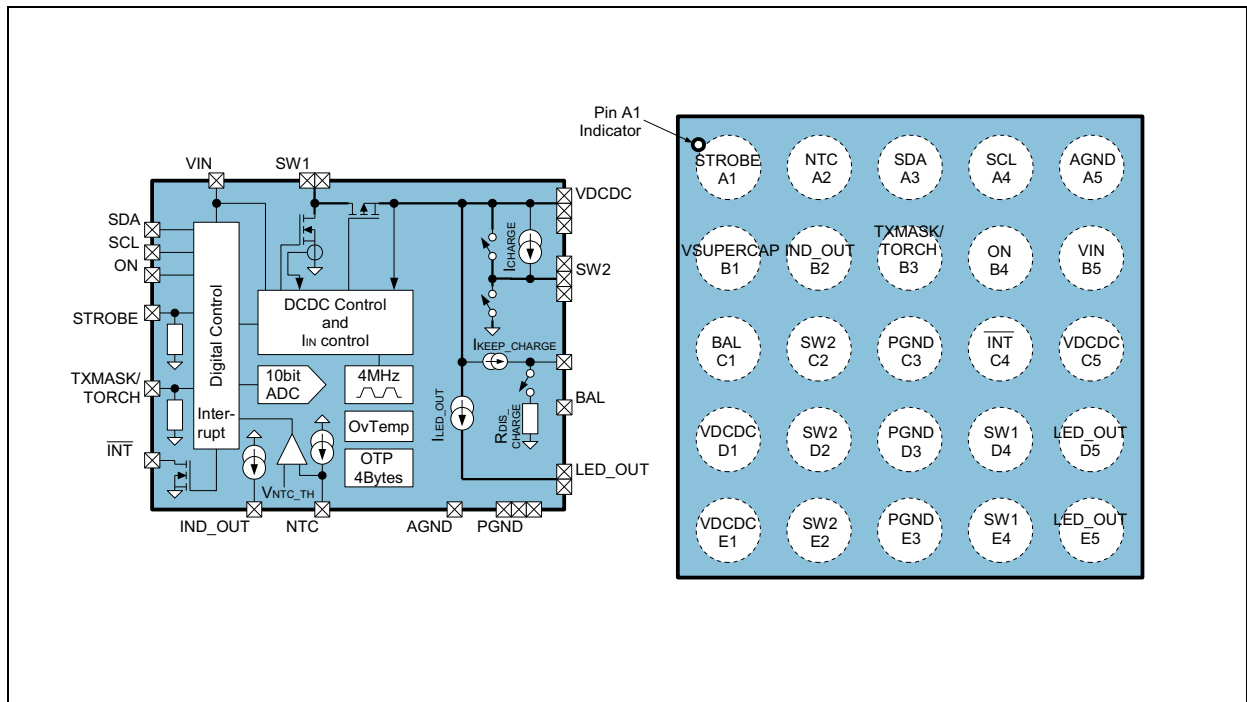 Pin A1
Indicator
VIN
SW1
VDCDC
SDA
SCL
ON
STROBE
TXMASK/
TORCH
INT
Digital Control
Inter-
rupt
DCDC Control
and
IIN control
10bit
ADC
4MHz
OvTemp
OTP
4Bytes
VNTC_TH
ICHARGE
SW2
IKEEP_CHARGE
BAL
ILED_OUT
RDIS_
CHARGE
LED_OUT
IND_OUT
NTC
AGND
PGND
STROBE
A1
NTC
A2
SDA
A3
SCL
A4
AGND
A5
VSUPERCAP
B1
IND_OUT
B2
TXMASK/
TORCH
B3
ON
B4
VIN
B5
BAL
C1
SW2
C2
PGND
C3
INT
C4
VDCDC
C5
VDCDC
D1
SW2
D2
PGND
D3
SW1
D4
LED_OUT
D5
VDCDC
E1
SW2
E2
PGND
E3
SW1
E4
LED_OUT
E5